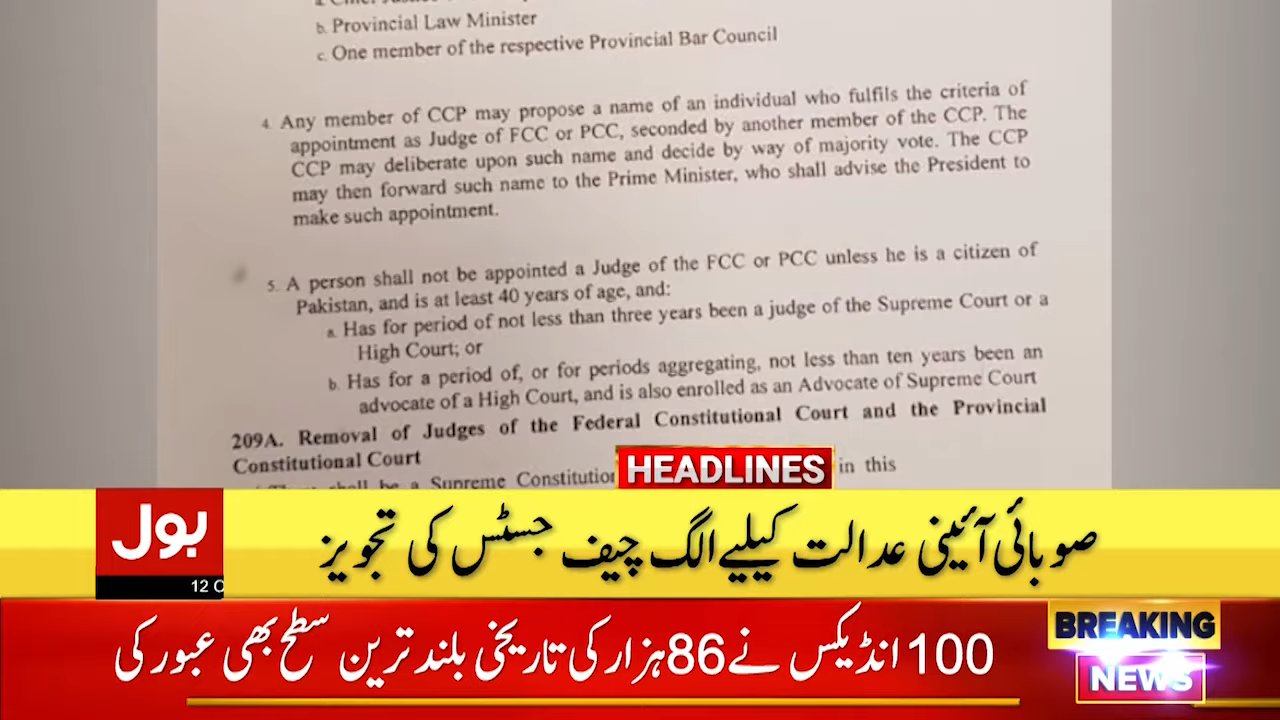 b. Provincial Law Minister
c. One member of the respective Provincial Bar Council
4. Any member of CCP may propose a name of an individual who fulfils the criteria of
appointment as Judge of FCC or PCC, seconded by another member of the CCP. The
CCP may deliberate upon such name and decide by way of majority vote. The CCP
may then forward such name to the Prime Minister, who shall advise the President to
make such appointment.
5. A person shall not be appointed a Judge of the FCC or PCC unless he is a citizen of
Pakistan, and is at least 40 years of age, and:
a. Has for period of not less than three years been a judge of the Supreme Court or a
High Court; or
b. Has for a period of, or for periods aggregating, not less than ten years been an
advocate of a High Court, and is also enrolled as an Advocate of Supreme Court
209A. Removal of Judges of the Federal Constitutional Court and the Provincial
Constitutional Court
shall be a Supreme in this
HEADLINES
صوبائی آئینی عدالت کیلیے الگ چیف جسٹس کی تجویز
بول
12
100 انڈیکس نے 86 ہزار کی تاریخی بلند ترین سطح بھی عبور کی
BREAKING
NEWS